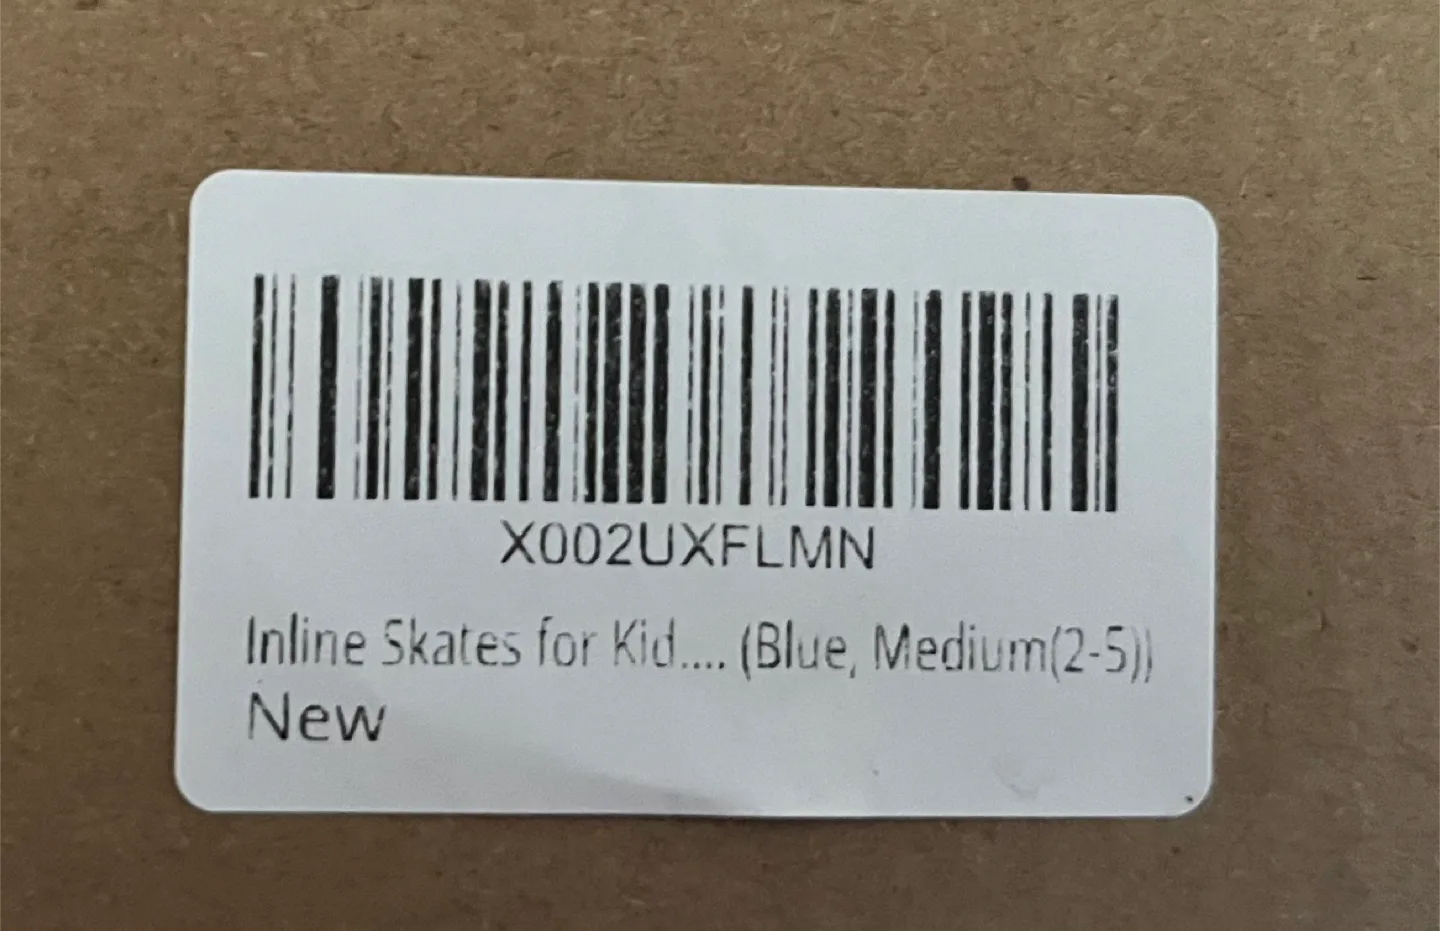 X002UXFLMN
Inline Skates for Kid.... (Blue, Medium(2-5))
New